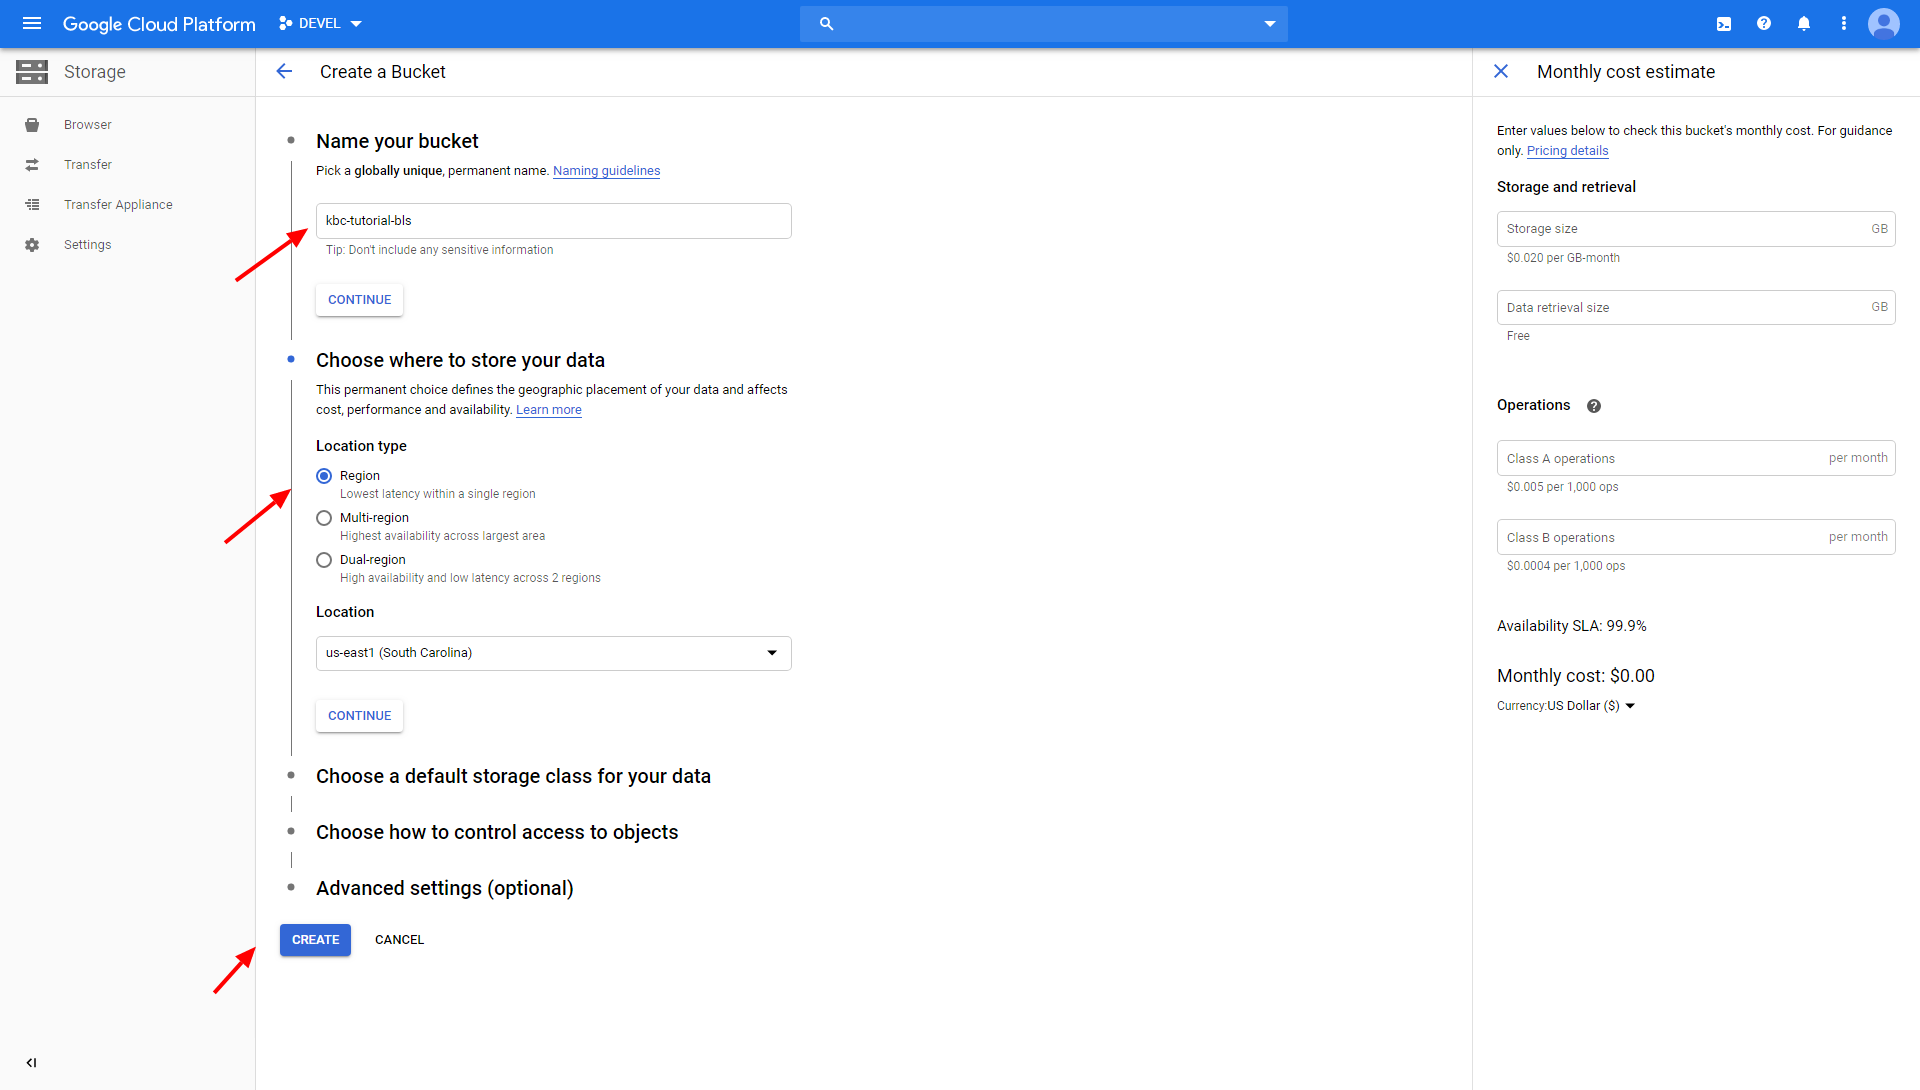 Google Cloud Platform
DEVEL
Storage
Browser
Transfer
Transfer Appliance
Settings
Create a Bucket
Name your bucket
Pick a globally unique, permanent name. Naming guidelines
kbc-tutorial-bls
Tip: Don't include any sensitive information
CONTINUE
Choose where to store your data
This permanent choice defines the geographic placement of your data and affects
cost, performance and availability. Learn more
Location type
Region
Lowest latency within a single region
Multi-region
Highest availability across largest area
Dual-region
High availability and low latency across 2 regions
Location
us-east1 (South Carolina)
CONTINUE
Choose a default storage class for your data
Choose how to control access to objects
Advanced settings (optional)
CREATE CANCEL
Monthly cost estimate
Enter values below to check this bucket's monthly cost. For guidance
only. Pricing details
Storage and retrieval
Storage size GB
$0.020 per GB-month
Data retrieval size GB
Free
Operations
Class A operations per month
$0.005 per 1,000 ops
Class B operations per month
$0.0004 per 1,000 ops
Availability SLA: 99.9%
Monthly cost: $0.00
Currency:US Dollar ($)